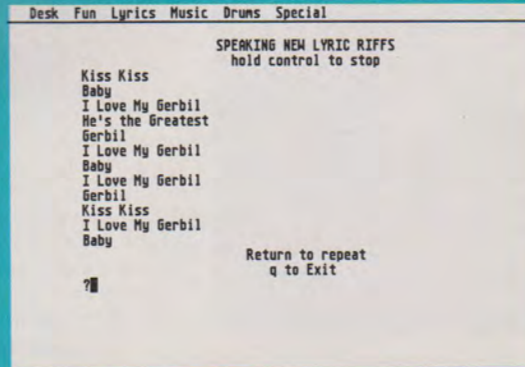 Desk Fun Lyrics Music Drums Special
SPEAKING NEW LYRIC RIFFS
hold control to stop
Kiss Kiss
Baby
I Love My Gerbil
He's the Greatest
Gerbil
I Love My Gerbil
Baby
I Love My Gerbil
Gerbil
Kiss Kiss
I Love My Gerbil
Baby
Return to repeat
q to Exit
?